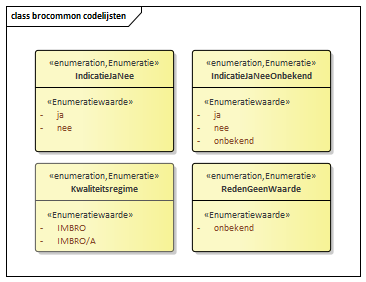 class brocommon codelijsten
«enumeration,Enumeratie»
IndicatieJaNee
«Enumeratiewaarde»
- ja
- nee
«enumeration,Enumeratie»
IndicatieJaNeeOnbekend
«Enumeratiewaarde»
- ja
- nee
- onbekend
«enumeration,Enumeratie»
Kwaliteitsregime
«Enumeratiewaarde»
- IMBRO
- IMBRO/A
«enumeration,Enumeratie»
RedenGeenWaarde
«Enumeratiewaarde»
- onbekend